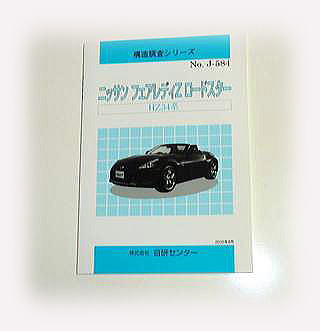 構造調査シリーズ
No. J-584
ニッサン フェアレディZ ロードスター
HZ34系
株式会社 自研センター